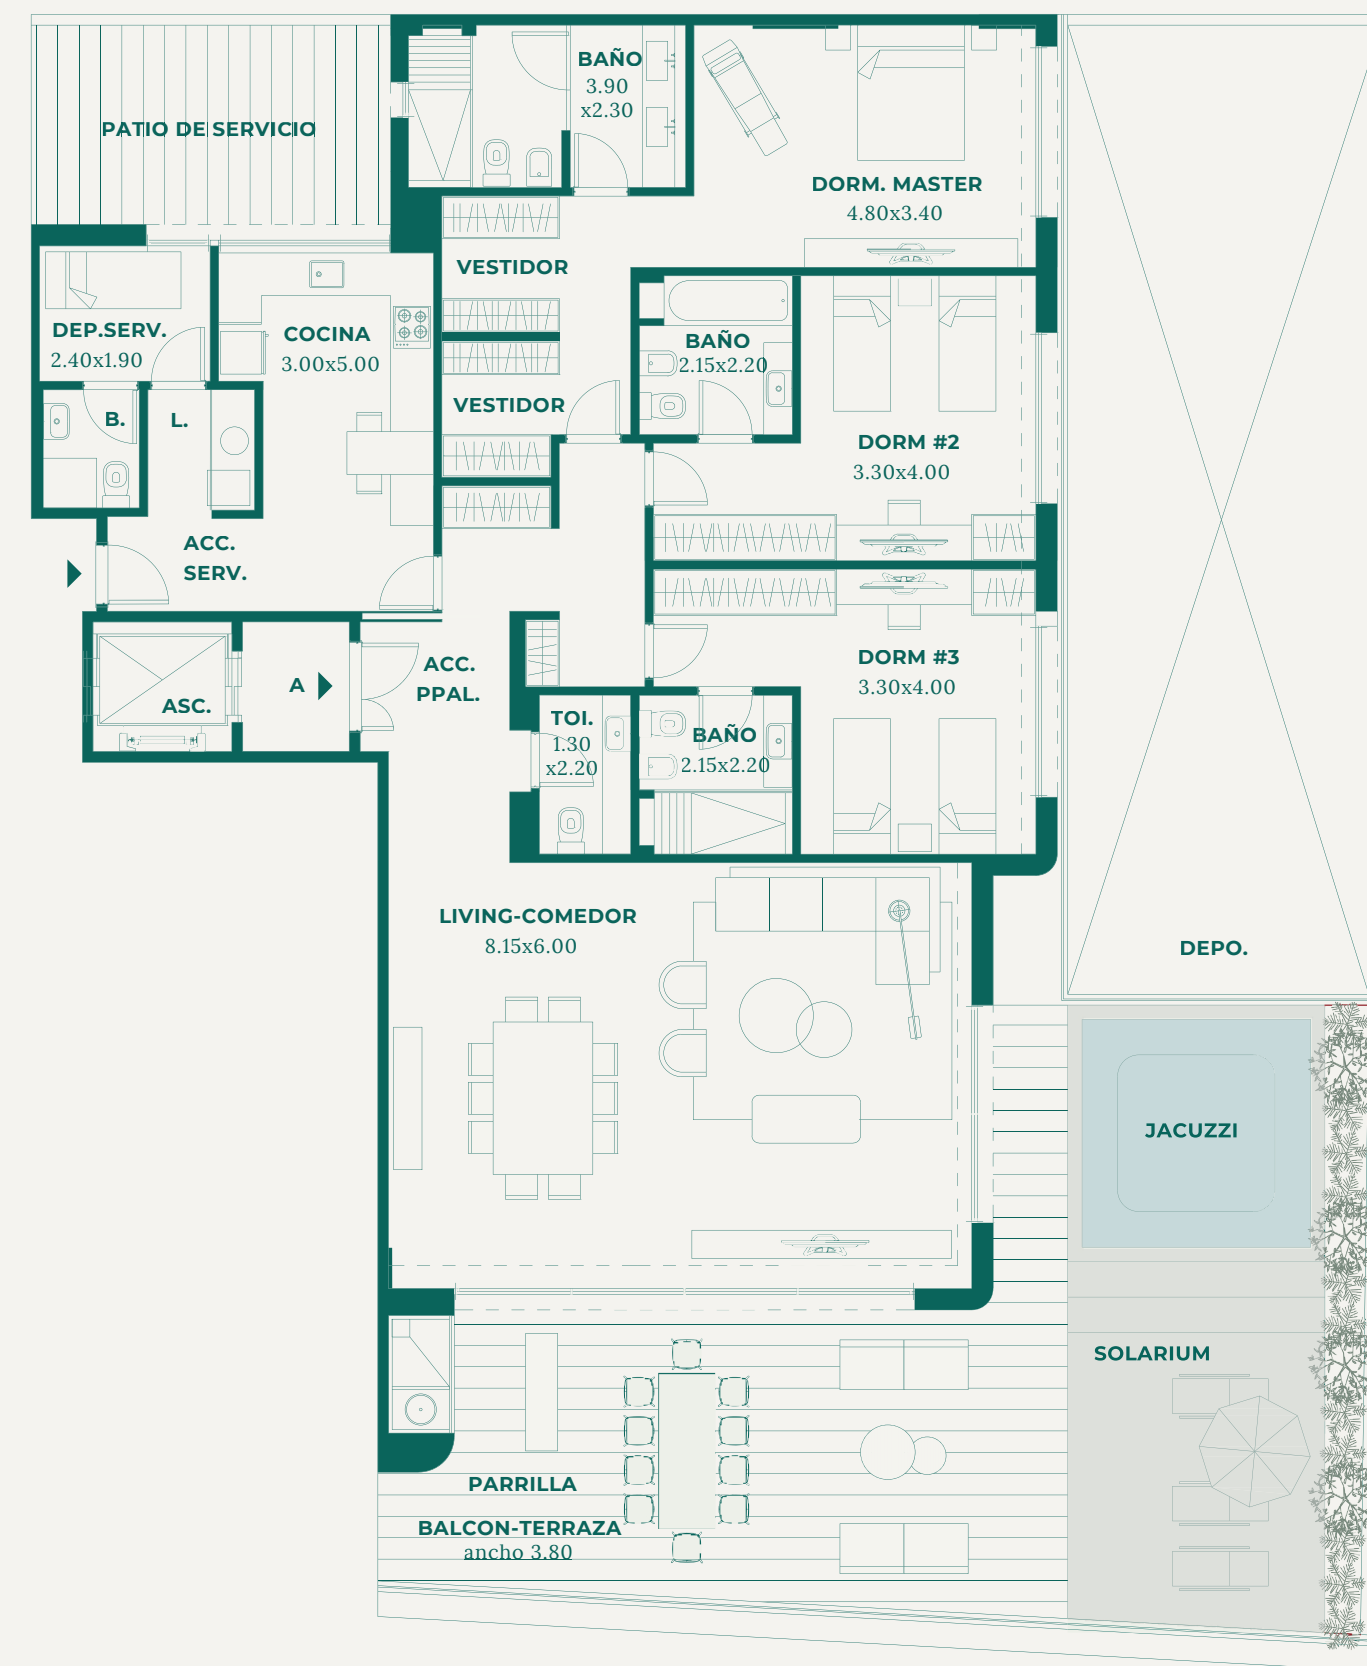 BAÑO
3.90
x2.30
PATIO DE SERVICIO
DORM. MASTER
4.80x3.40
VESTIDOR
DEP.SERV.
2.40x1.90
COCINA
3.00x5.00
BAÑO
2.15x2.20
VESTIDOR
B.
L.
DORM #2
3.30x4.00
ACC.
SERV.
ACC.
PPAL.
A
ASC.
DORM #3
3.30x4.00
TOI.
1.30
x2.20
BAÑO
2.15x2.20
LIVING-COMEDOR
8.15x6.00
DEPO.
JACUZZI
SOLARIUM
PARRILLA
BALCON-TERRAZA
ancho 3.80